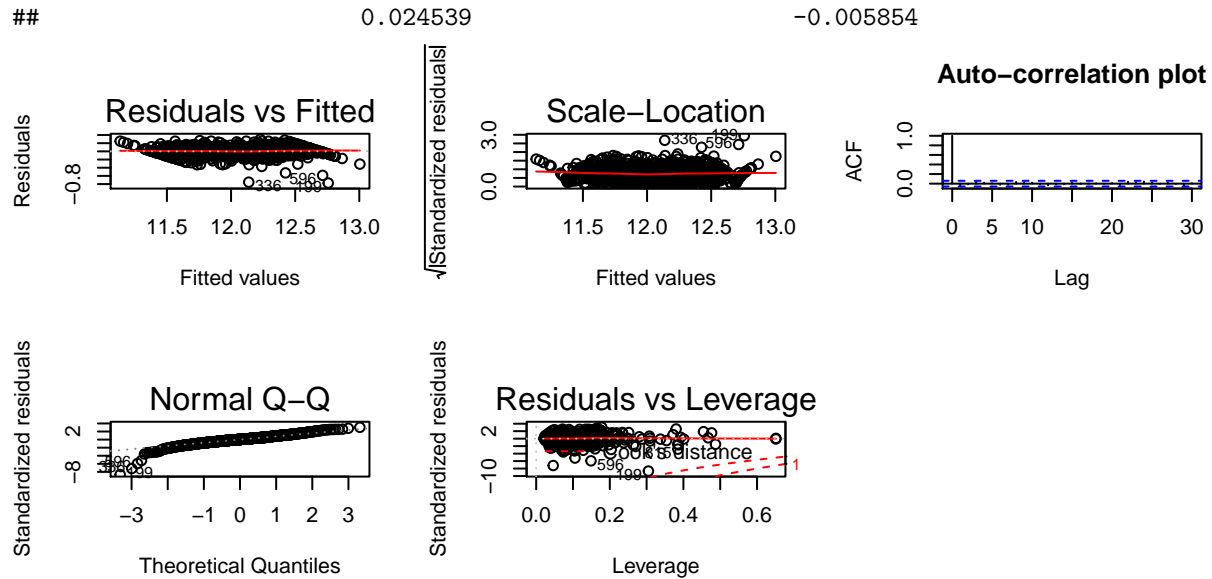 ## 0.024539 -0.005854
Residuals vs Fitted
Residuals
-0.8
336
596
199
11.5 12.0 12.5 13.0
Fitted values
Scale-Location
√|Standardized residuals|
0.0 3.0
336
199
596
11.5 12.0 12.5 13.0
Fitted values
Auto-correlation plot
ACF
0.0 1.0
0 5 10 20 30
Lag
Normal Q-Q
Standardized residuals
-8 2
596
199
-3 -1 0 1 2 3
Theoretical Quantiles
Residuals vs Leverage
Standardized residuals
-10 2
Cook's distance
596
199
1
0.0 0.2 0.4 0.6
Leverage